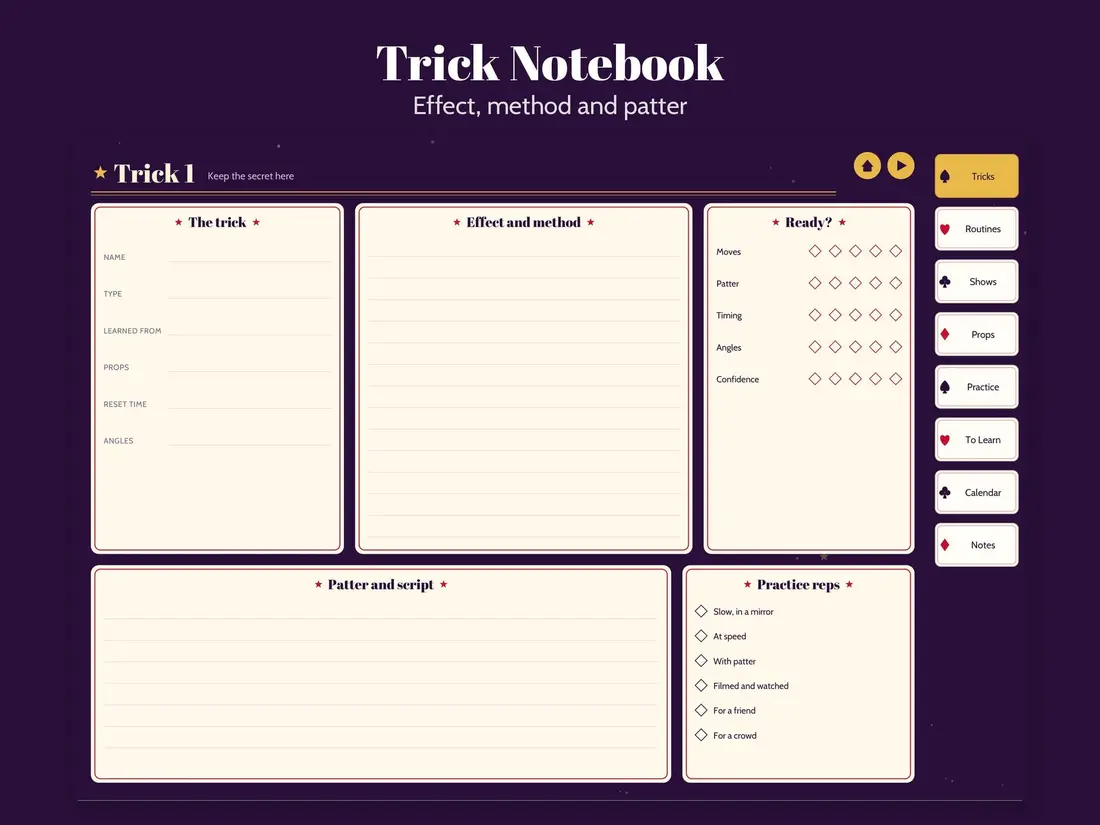 Trick Notebook
Effect, method and patter
Trick 1
Keep the secret here
The trick
NAME
TYPE
LEARNED FROM
PROPS
RESET TIME
ANGLES
Effect and method
Ready?
Moves
Patter
Timing
Angles
Confidence
Patter and script
Practice reps
Slow, in a mirror
At speed
With patter
Filmed and watched
For a friend
For a crowd
Tricks
Routines
Shows
Props
Practice
To Learn
Calendar
Notes